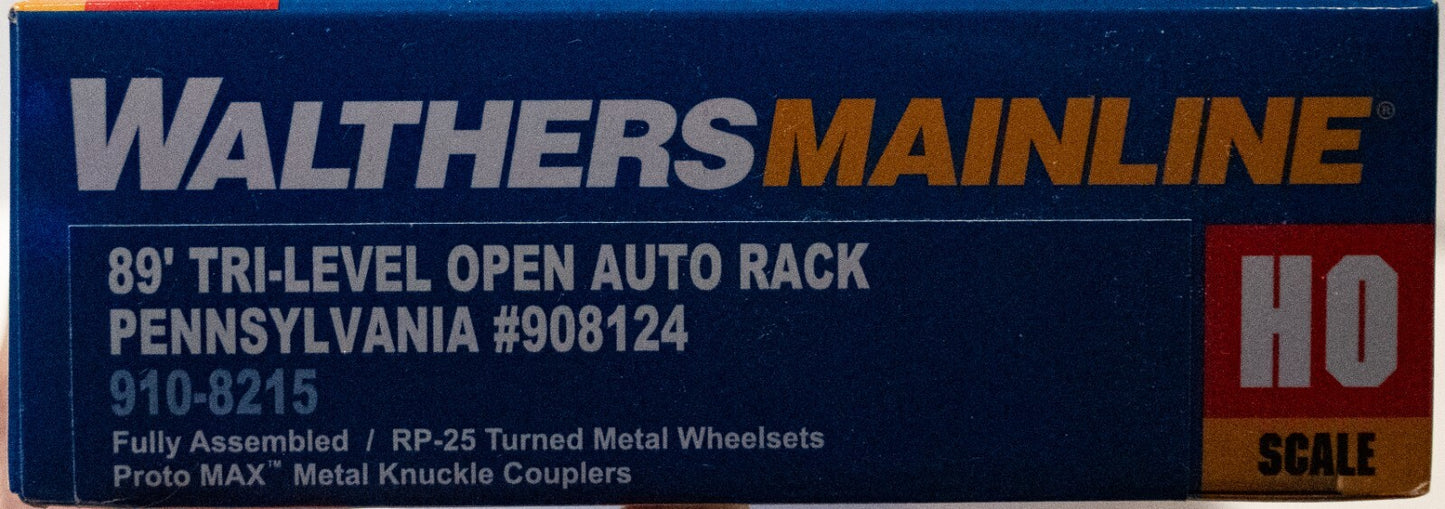 WALTHERSMAINLINE®
89' TRI-LEVEL OPEN AUTO RACK
PENNSYLVANIA #908124
910-8215
Fully Assembled / RP-25 Turned Metal Wheelsets
Proto MAX™ Metal Knuckle Couplers
HO
SCALE